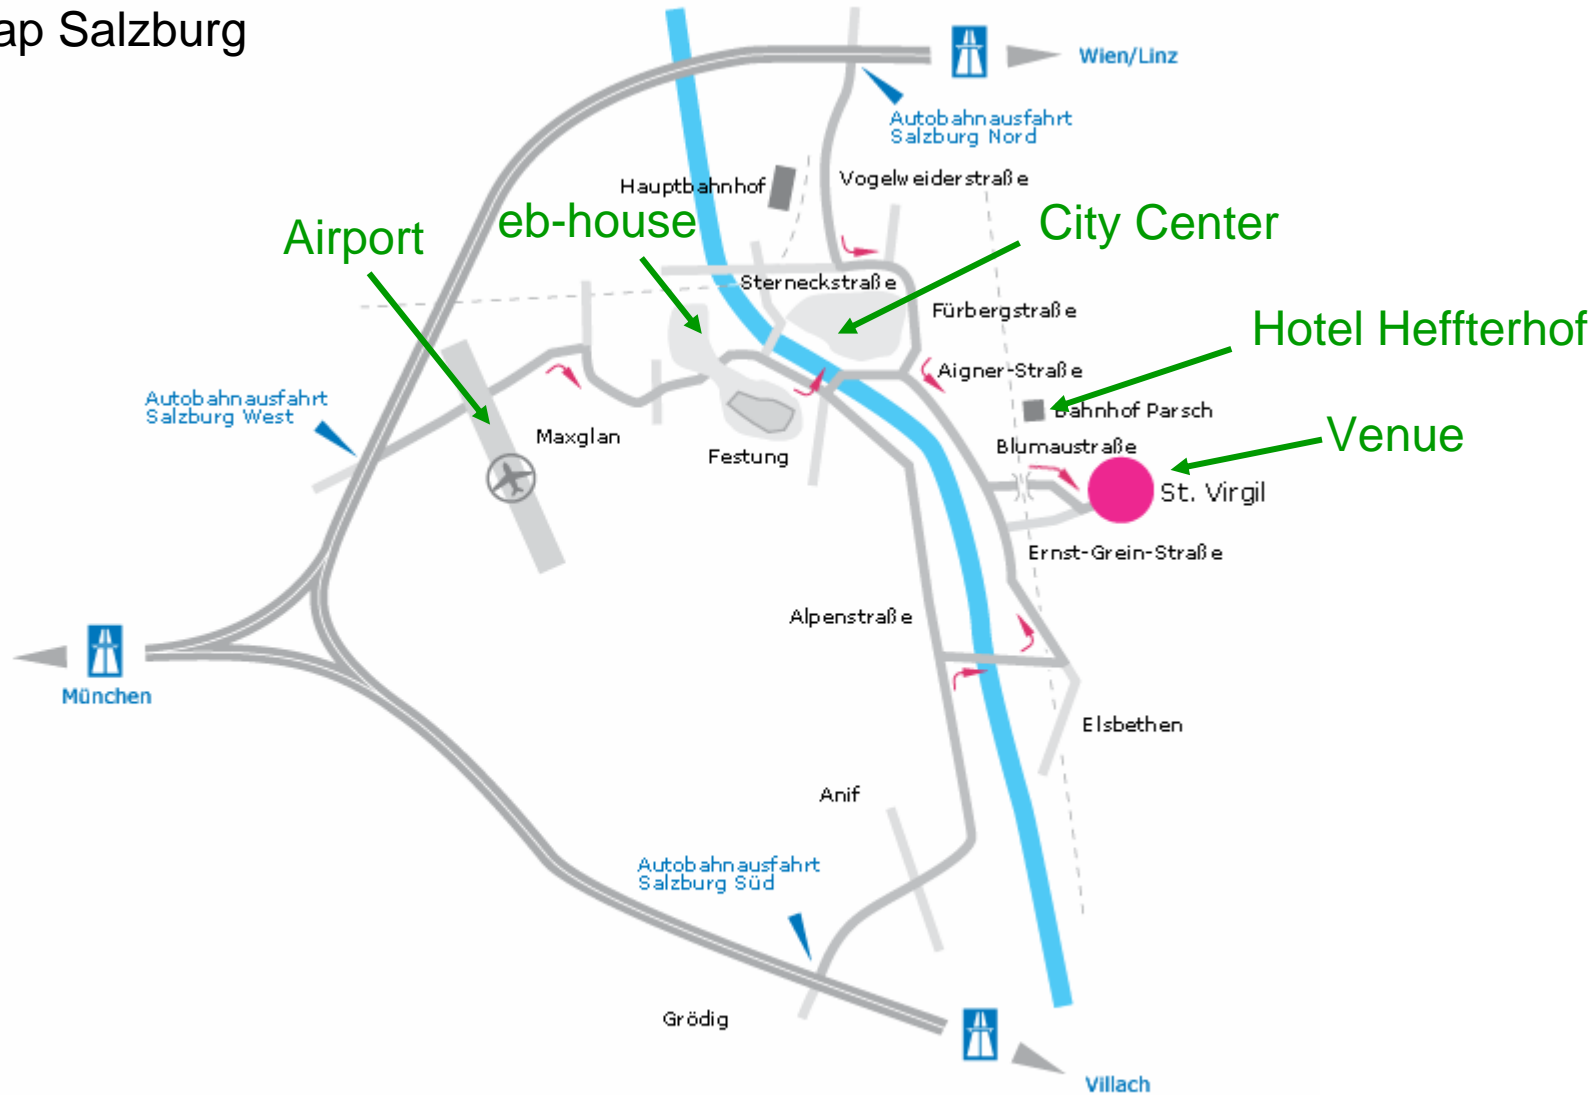 ap Salzburg
Wien/Linz
Autobahnausfahrt
Salzburg Nord
Hauptbahnhof
Vogelweiderstraße
Airport
eb-house
City Center
Sterneckstraße
Fürbergstraße
Hotel Heffterhof
Aigner-Straße
Autobahnausfahrt
Salzburg West
Bahnhof Parsch
Maxglan
Festung
Blumaustraße
Venue
St. Virgil
Ernst-Grein-Straße
Alpenstraße
München
Elsbethen
Anif
Autobahnausfahrt
Salzburg Süd
Grödig
Villach